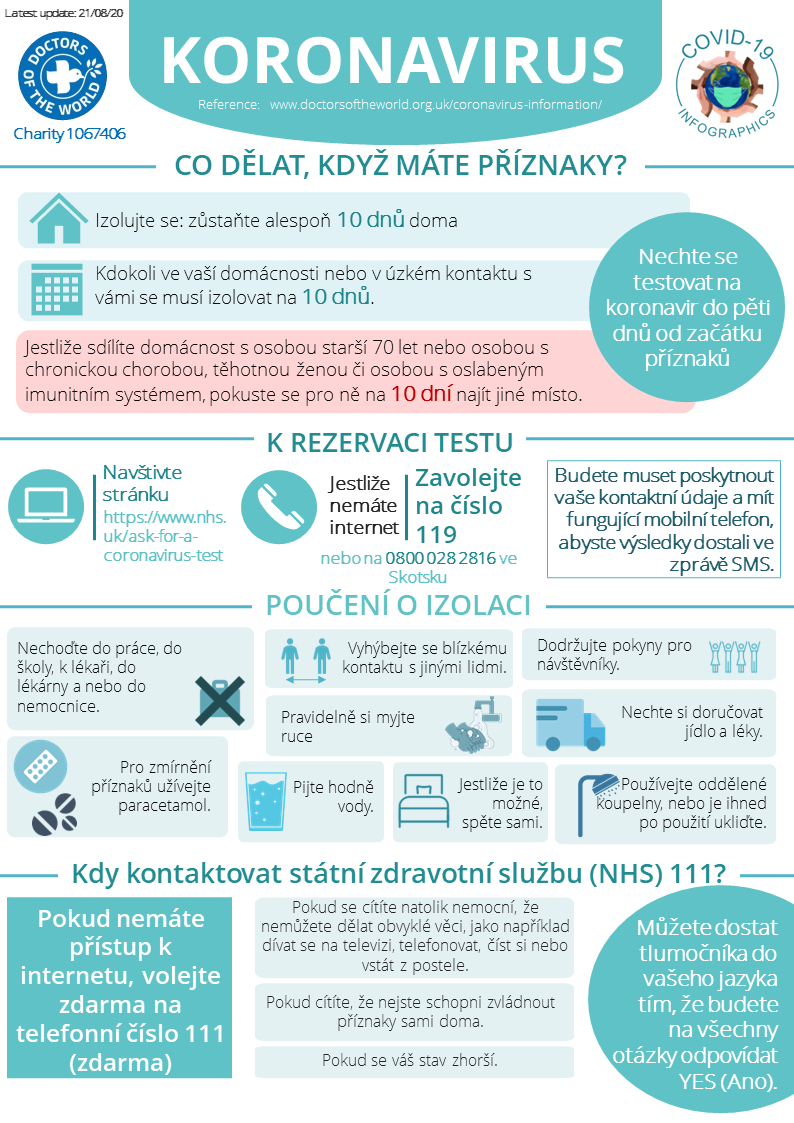 Latest update: 21/08/20
DOCTORS OF THE WORLD
Charity 1067406
KORONAVIRUS
Reference: www.doctorsoftheworld.org.uk/coronavirus-information/
COVID-19
INFOGRAPHICS
CO DĚLAT, KDYŽ MÁTE PŘÍZNAKY?
Izolujte se: zůstaňte alespoň 10 dnů doma
Kdokoli ve vaší domácnosti nebo v úzkém kontaktu s
vámi se musí izolovat na 10 dnů.
Jestliže sdílíte domácnost s osobou starší 70 let nebo osobou s
chronickou chorobou, těhotnou ženou či osobou s oslabeným
imunitním systémem, pokuste se pro ně na 10 dní najít jiné místo.
Nechte se
testovat na
koronavir do pěti
dnů od začátku
příznaků
K REZERVACI TESTU
Navštivte
stránku
https://www.nhs.
uk/ask-for-a-
coronavirus-test
Jestliže
nemáte
internet
Zavolejte
na číslo
119
nebo na 0800 028 2816 ve
Skotsku
Budete muset poskytnout
vaše kontaktní údaje a mít
fungující mobilní telefon,
abyste výsledky dostali ve
zprávě SMS.
POUČENÍ O IZOLACI
Nechoďte do práce, do
školy, k lékaři, do
lékárny a nebo do
nemocnice.
Vyhýbejte se blízkému
kontaktu s jinými lidmi.
Dodržujte pokyny pro
návštěvníky.
Pravidelně si myjte
ruce
Nechte si doručovat
jídlo a léky.
Pro zmírnění
příznaků užívejte
paracetamol.
Pijte hodně
vody.
Jestliže je to
možné,
spěte sami.
Používejte oddělené
koupelny, nebo je ihned
po použití ukliďte.
Kdy kontaktovat státní zdravotní službu (NHS) 111?
Pokud nemáte
přístup k
internetu, volejte
zdarma na
telefonní číslo 111
(zdarma)
Pokud se cítíte natolik nemocní, že
nemůžete dělat obvyklé věci, jako například
dívat se na televizi, telefonovat, číst si nebo
vstát z postele.
Pokud cítíte, že nejste schopni zvládnout
příznaky sami doma.
Pokud se váš stav zhorší.
Můžete dostat
tlumočníka do
vašeho jazyka
tím, že budete
na všechny
otázky odpovídat
YES (Ano).